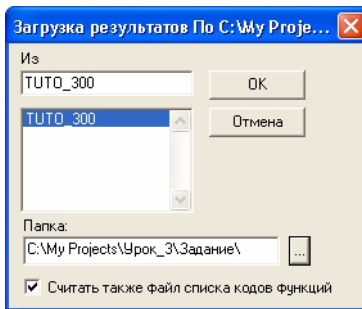 Загрузка результатов По C:\My Proje...
Из
TUTO_300
OK
TUTO_300
Отмена
Папка:
C:\My Projects\Урок_3\Задание\
...
Считать также файл списка кодов функций